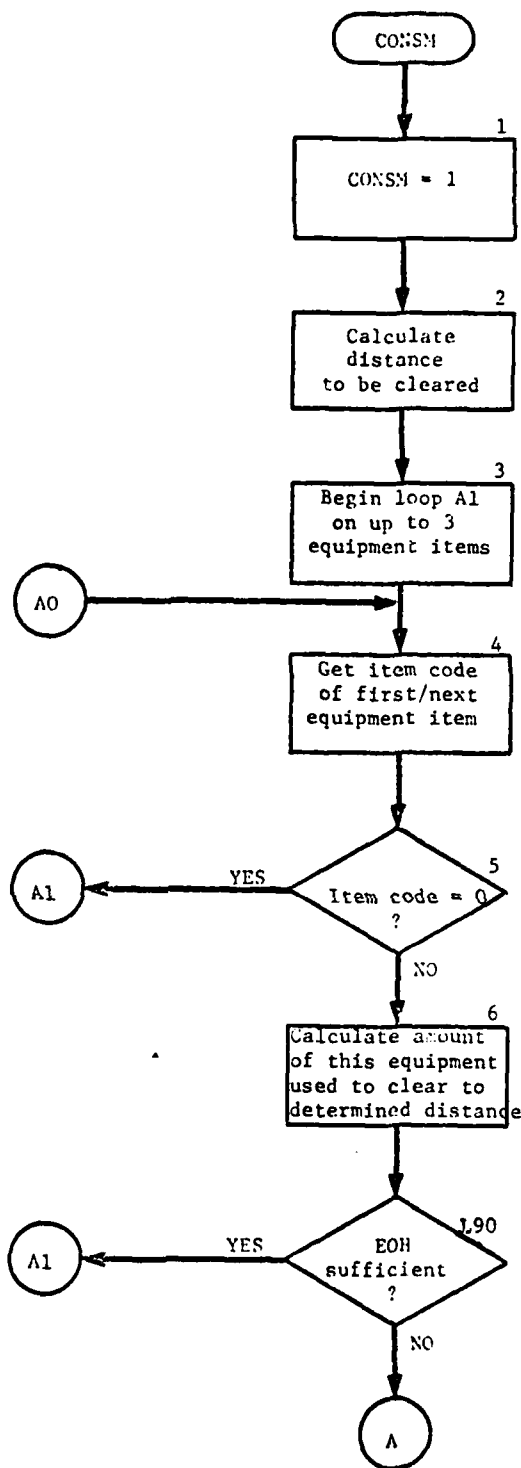 CONSM
1
CONSM = 1
2
Calculate
distance
to be cleared
3
Begin loop A1
on up to 3
equipment items
A0
4
Get item code
of first/next
equipment item
5
YES
A1
Item code = 0
?
NO
6
Calculate amount
of this equipment
used to clear to
determined distance
L90
YES
EOH
A1
sufficient
?
NO
A